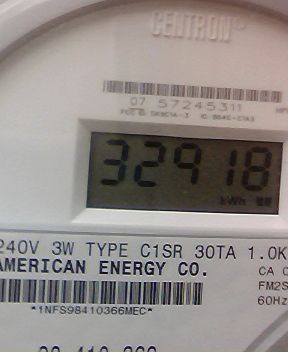 CENTRON®
07 57245311
32918
kWh
240V 3W TYPE C1SR 30TA 1.0K
AMERICAN ENERGY CO.
CA
FM2S
60Hz
*1NFS98410366MEC*